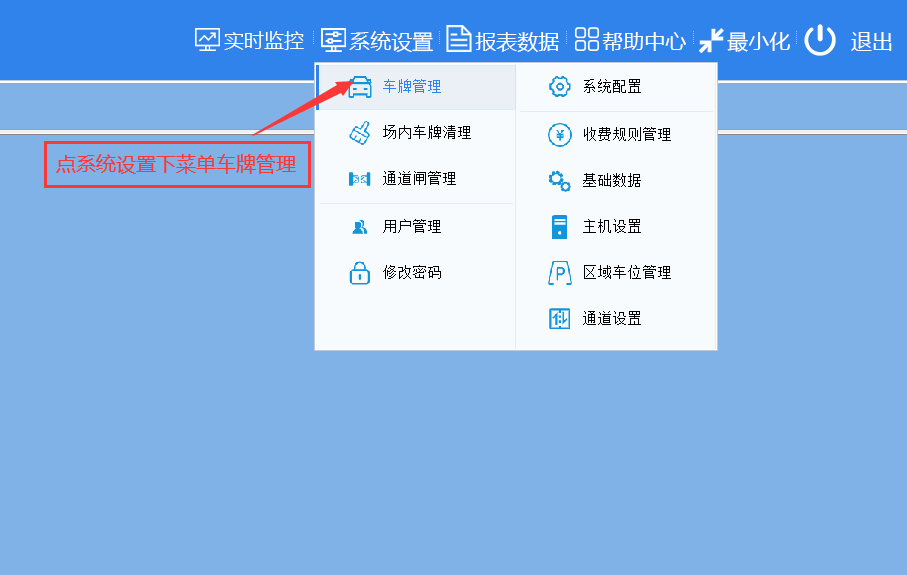 实时监控 系统设置 报表数据 帮助中心 最小化 退出
车牌管理 系统配置
场内车牌清理 收费规则管理
点系统设置下菜单车牌管理
通道闸管理 基础数据
用户管理 主机设置
修改密码 区域车位管理
通道设置